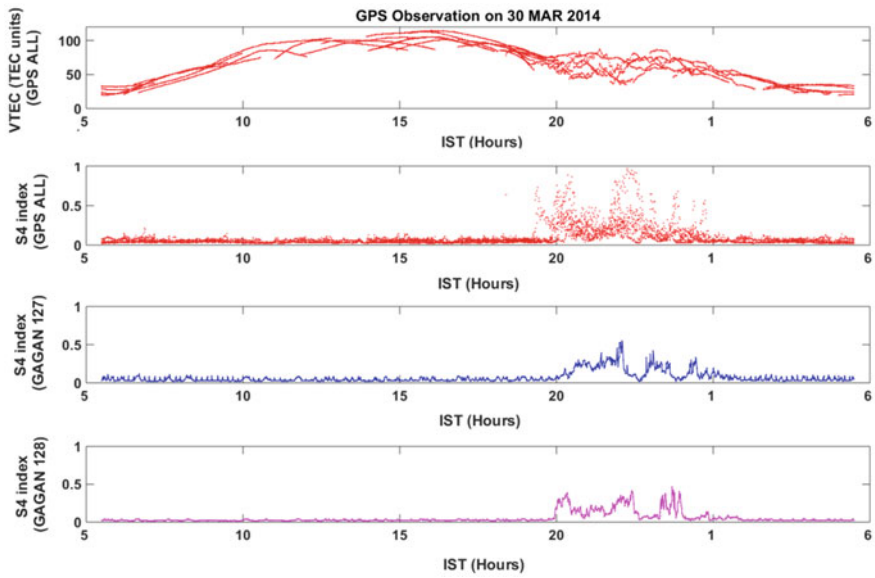 GPS Observation on 30 MAR 2014
VTEC (TEC units)
(GPS ALL)
100
50
0
5 10 15 20 1 6
IST (Hours)
S4 index
(GPS ALL)
1
0.5
0
5 10 15 20 1 6
IST (Hours)
S4 index
(GAGAN 127)
1
0.5
0
5 10 15 20 1 6
IST (Hours)
S4 index
(GAGAN 128)
1
0.5
0
5 10 15 20 1 6
IST (Hours)